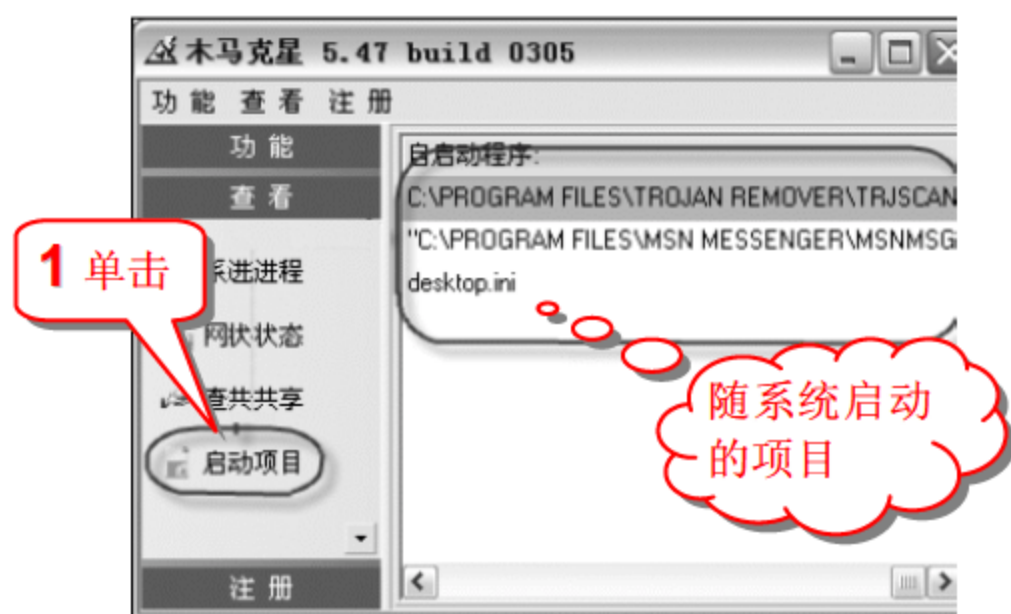 木马克星 5.47 build 0305
功能 查看 注册
功能
查看
自启动程序:
C:\PROGRAM FILES\TROJAN REMOVER\TRJSCAN
"C:\PROGRAM FILES\MSN MESSENGER\MSNMSG
desktop.ini
1 单击
系进进程
网状状态
查共共享
启动项目
随系统启动
的项目
注册